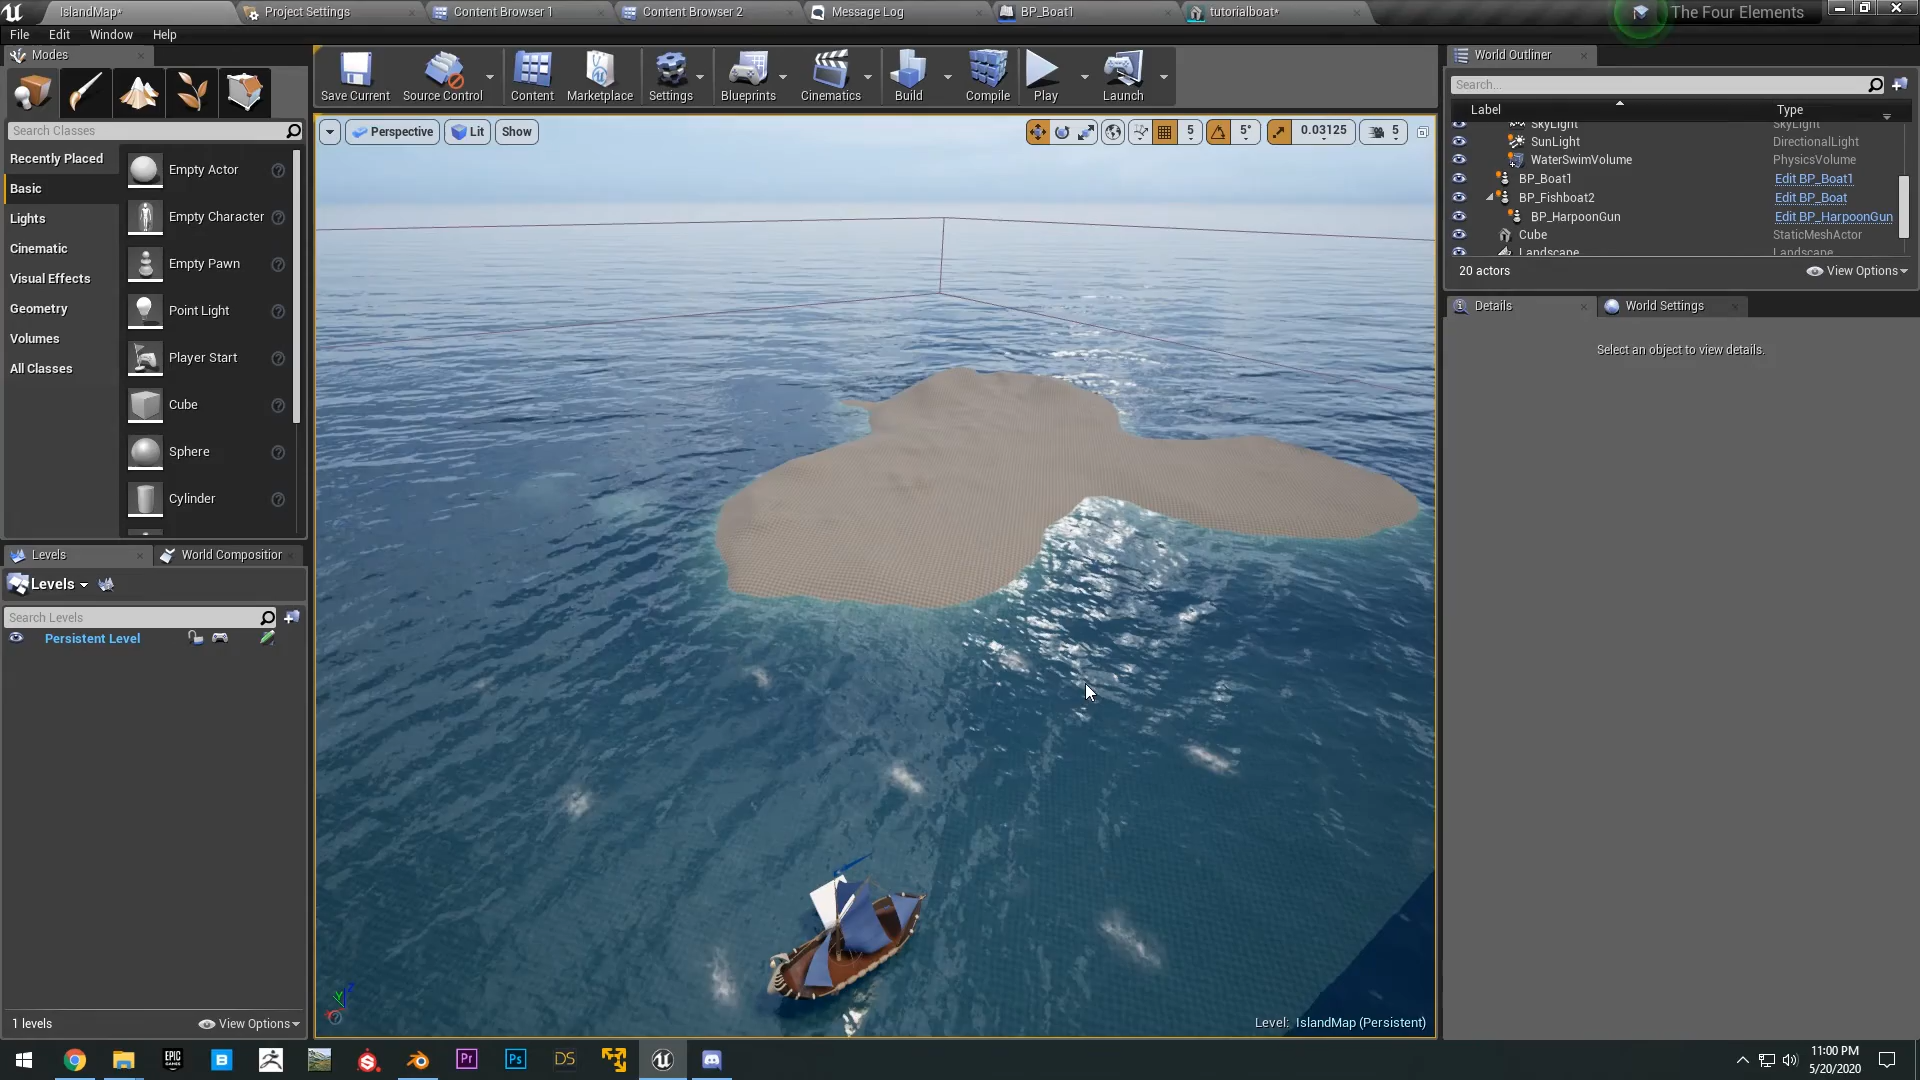 IslandMap*
Project Settings
Content Browser 1
Content Browser 2
Message Log
BP_Boat1
tutorialboat*
The Four Elements
File Edit Window Help
Modes
Search Classes
Recently Placed
Basic
Lights
Cinematic
Visual Effects
Geometry
Volumes
All Classes
Empty Actor
Empty Character
Empty Pawn
Point Light
Player Start
Cube
Sphere
Cylinder
Levels
World Compositior
Levels
Search Levels
Persistent Level
1 levels
View Options
Save Current
Source Control
Content
Marketplace
Settings
Blueprints
Cinematics
Build
Compile
Play
Launch
Perspective
Lit
Show
5
5°
0.03125
5
Level: IslandMap (Persistent)
World Outliner
Search...
Label Type
SkyLight SkyLight
SunLight DirectionalLight
WaterSwimVolume PhysicsVolume
BP_Boat1 Edit BP_Boat1
BP_Fishboat2 Edit BP_Boat
BP_HarpoonGun Edit BP_HarpoonGun
Cube StaticMeshActor
Landscape Landscape
20 actors
View Options
Details
World Settings
Select an object to view details.
EPIC
GAMES
B
Pr
Ps
DS
11:00 PM
5/20/2020